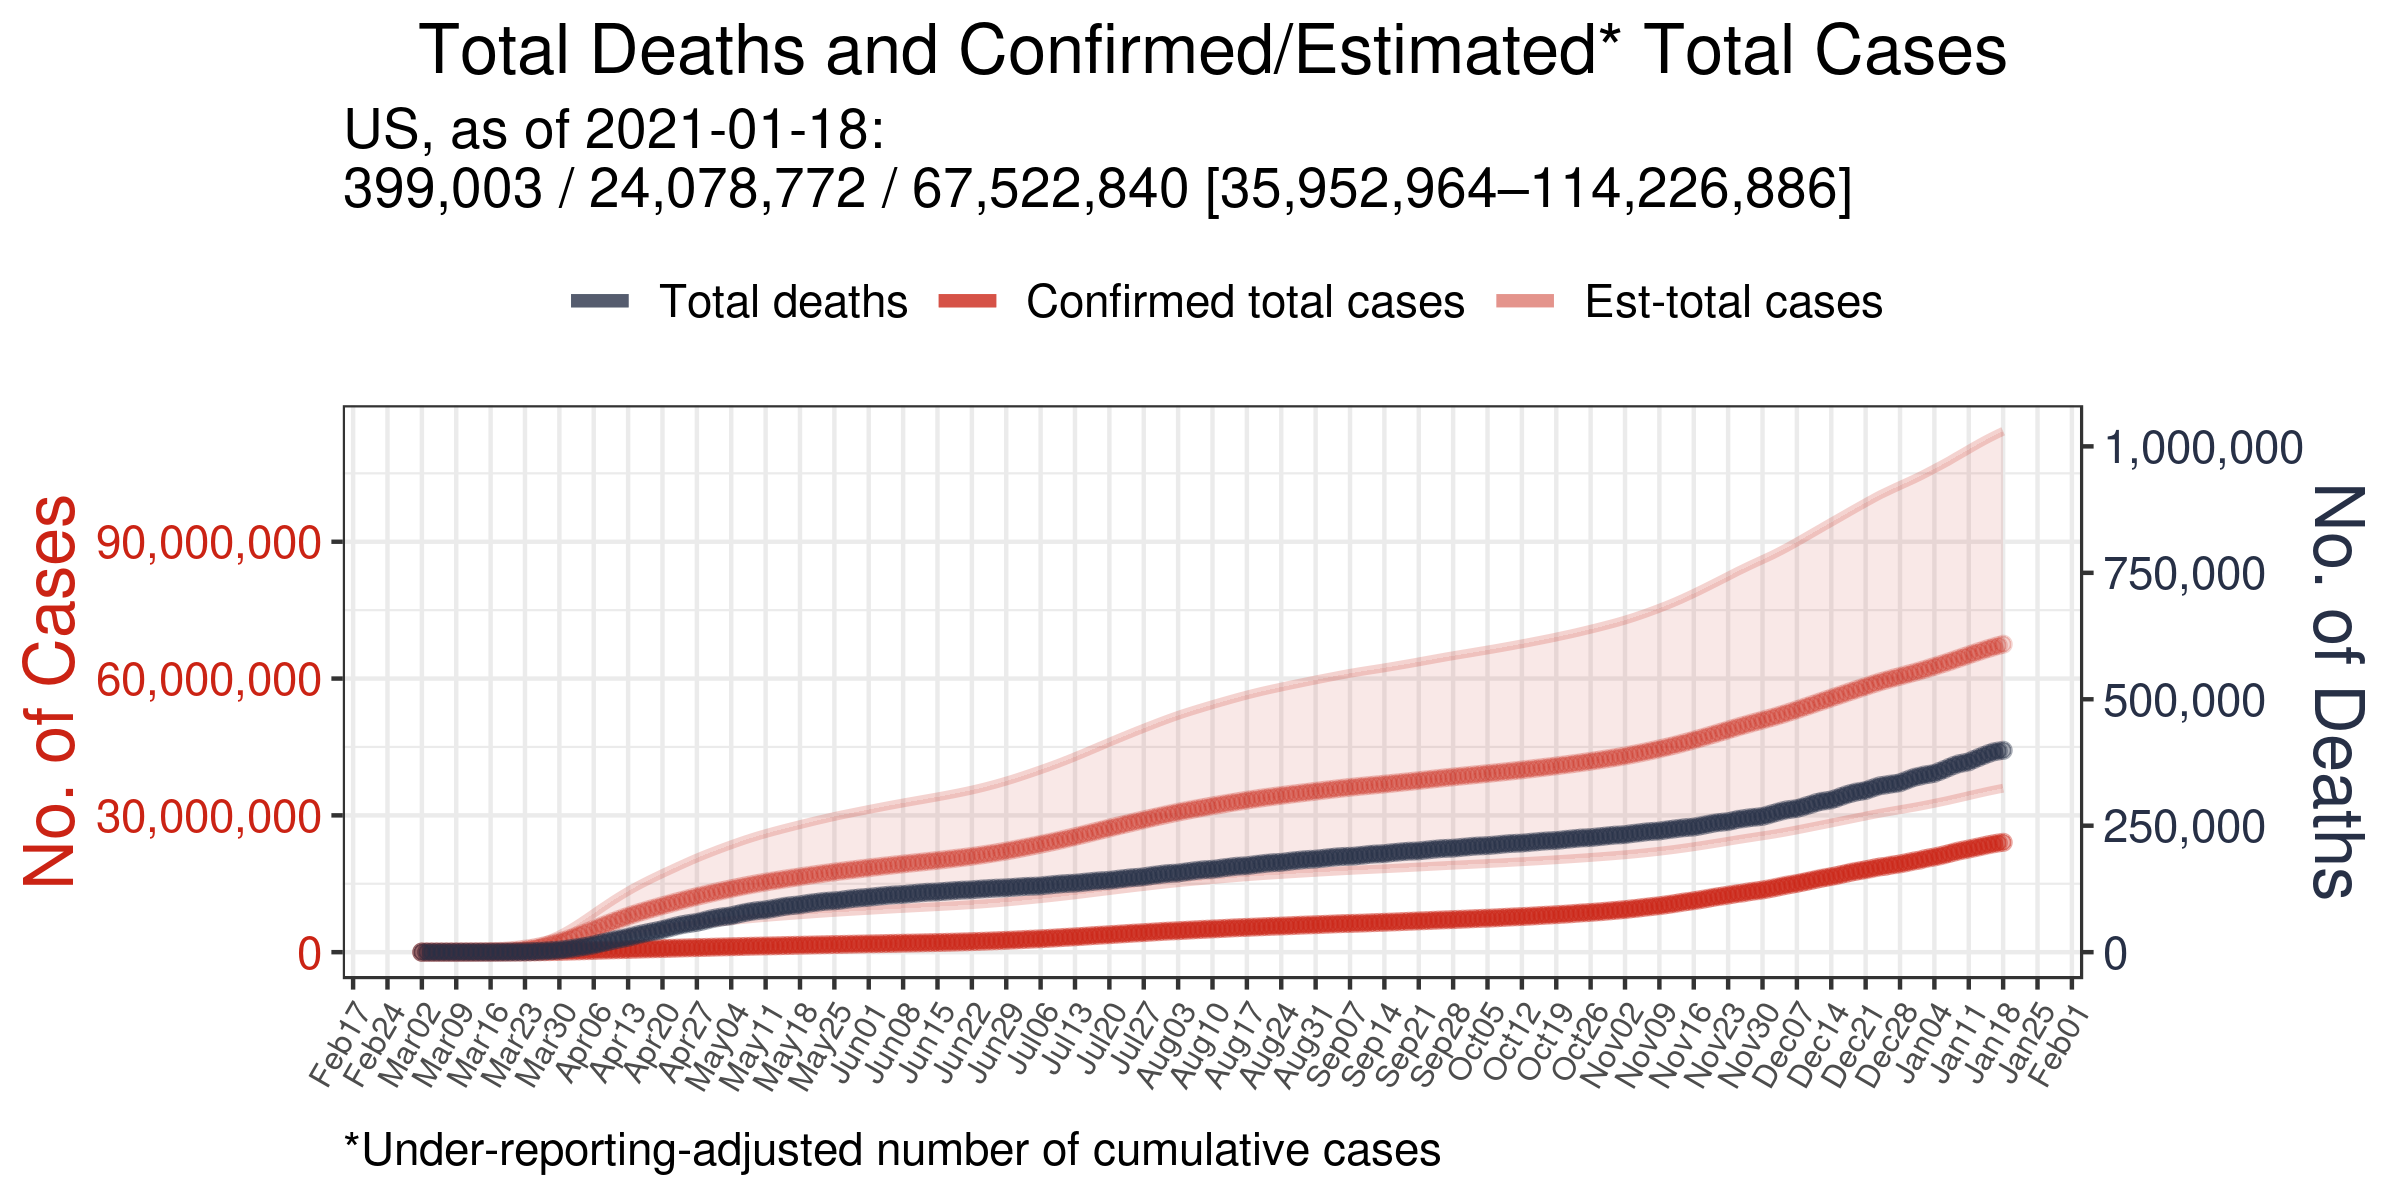 Total Deaths and Confirmed/Estimated* Total Cases
US, as of 2021-01-18:
399,003 / 24,078,772 / 67,522,840 [35,952,964–114,226,886]
Total deaths
Confirmed total cases
Est-total cases
No. of Cases
90,000,000
60,000,000
30,000,000
0
1,000,000
750,000
500,000
250,000
0
No. of Deaths
Feb17
Feb24
Mar02
Mar09
Mar16
Mar23
Mar30
Apr06
Apr13
Apr20
Apr27
May04
May11
May18
May25
Jun01
Jun08
Jun15
Jun22
Jun29
Jul06
Jul13
Jul20
Jul27
Aug03
Aug10
Aug17
Aug24
Aug31
Sep07
Sep14
Sep21
Sep28
Oct05
Oct12
Oct19
Oct26
Nov02
Nov09
Nov16
Nov23
Nov30
Dec07
Dec14
Dec21
Dec28
Jan04
Jan11
Jan18
Jan25
Feb01
*Under-reporting-adjusted number of cumulative cases